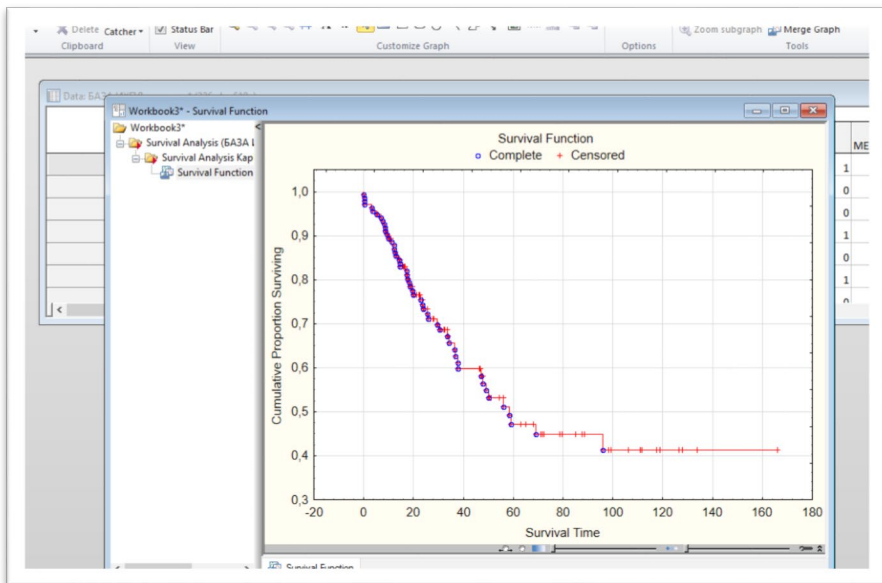 Delete Catcher
Status Bar
Zoom subgraph Merge Graph
Clipboard
View
Customize Graph
Options
Tools
Workbook3* - Survival Function
Workbook3*
Survival Analysis (БАЗА
Survival Analysis Kap
Survival Function
Survival Function
Complete Censored
1,0
0,9
0,8
0,7
0,6
0,5
0,4
0,3
Cumulative Proportion Surviving
-20 0 20 40 60 80 100 120 140 160 180
Survival Time
ME
1
0
0
1
0
1
0
Survival Function